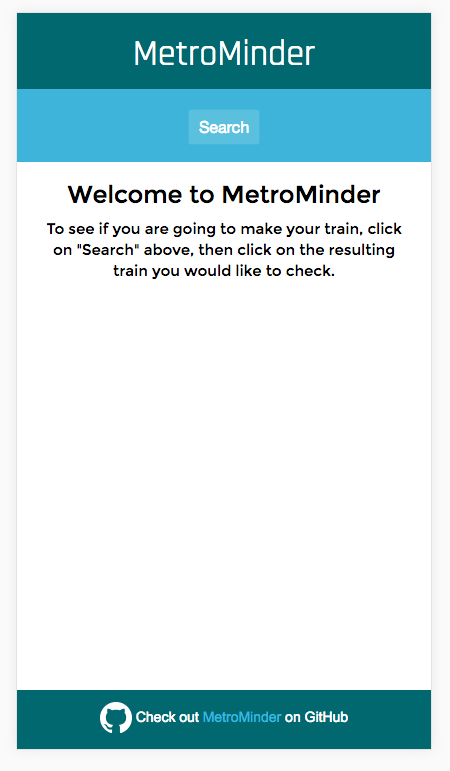 MetroMinder
Search
Welcome to MetroMinder
To see if you are going to make your train, click
on "Search" above, then click on the resulting
train you would like to check.
Check out MetroMinder on GitHub